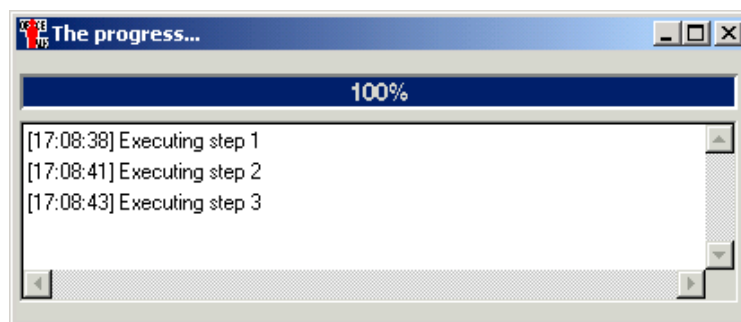 The progress...
100%
[17:08:38] Executing step 1
[17:08:41] Executing step 2
[17:08:43] Executing step 3